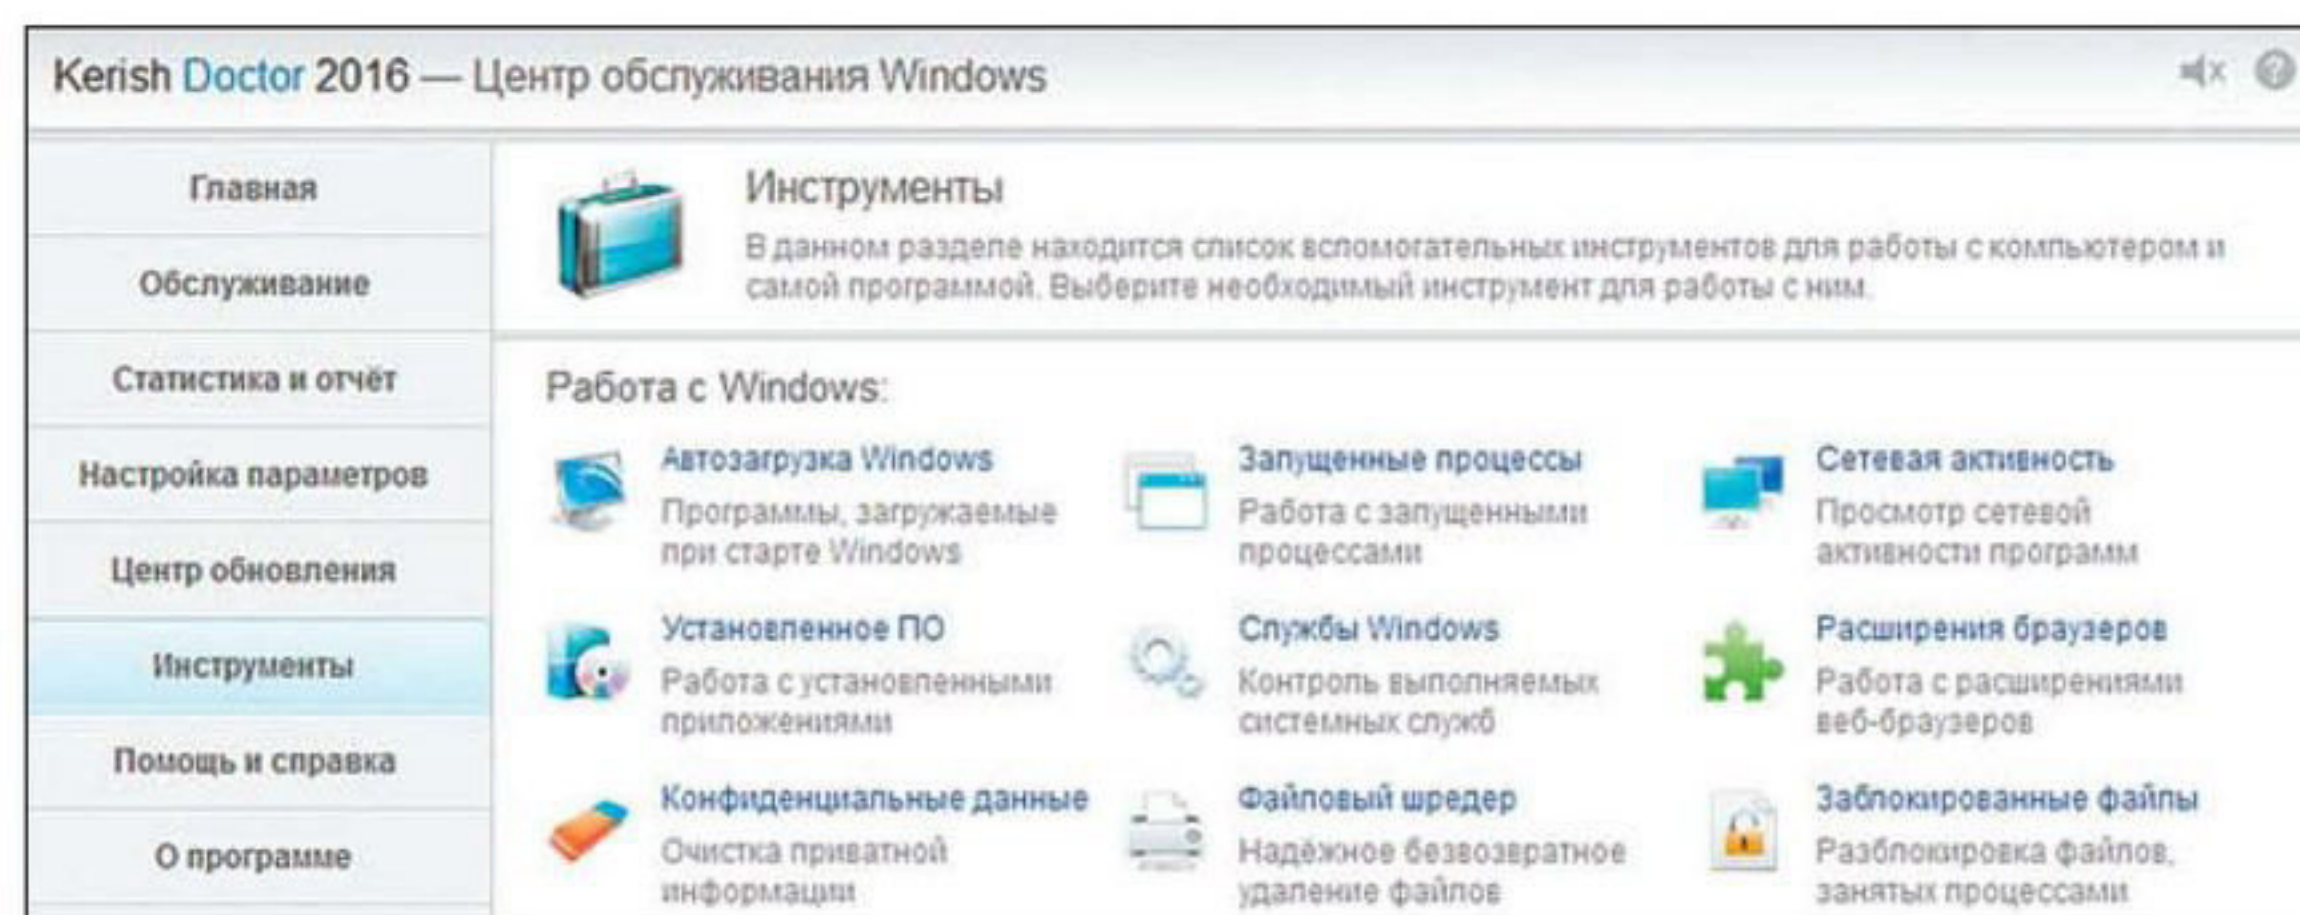 Kerish Doctor 2016 — Центр обслуживания Windows
Главная
Обслуживание
Статистика и отчёт
Настройка параметров
Центр обновления
Инструменты
Помощь и справка
О программе
Инструменты
В данном разделе находится список вспомогательных инструментов для работы с компьютером и
самой программой. Выберите необходимый инструмент для работы с ним.
Работа с Windows:
Автозагрузка Windows
Программы, загружаемые
при старте Windows
Запущенные процессы
Работа с запущенными
процессами
Сетевая активность
Просмотр сетевой
активности программ
Установленное ПО
Работа с установленными
приложениями
Службы Windows
Контроль выполняемых
системных служб
Расширения браузеров
Работа с расширениями
веб-браузеров
Конфиденциальные данные
Очистка приватной
информации
Файловый шредер
Надёжное безвозвратное
удаление файлов
Заблокированные файлы
Разблокировка файлов,
занятых процессами